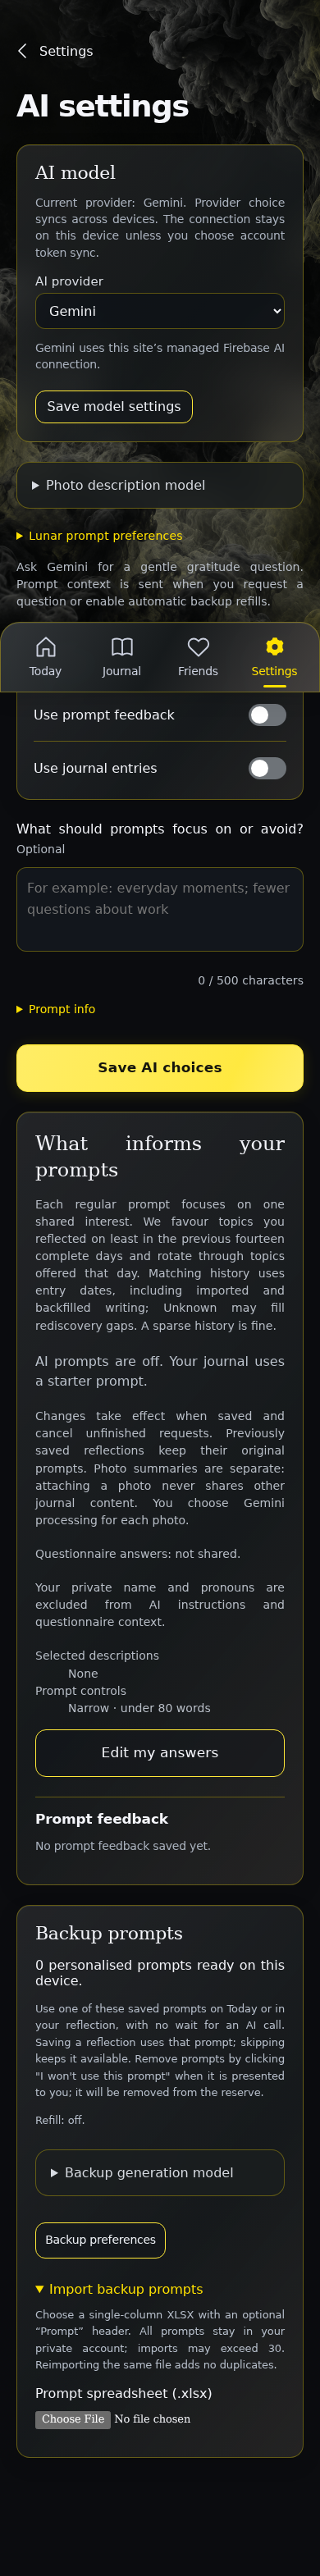 Settings
AI settings
AI model
Current provider: Gemini. Provider choice
syncs across devices. The connection stays
on this device unless you choose account
token sync.
AI provider
Gemini
Gemini uses this site’s managed Firebase AI
connection.
Save model settings
Photo description model
Lunar prompt preferences
Ask Gemini for a gentle gratitude question.
Prompt context is sent when you request a
question or enable automatic backup refills.
Today
Journal
Friends
Settings
Use prompt feedback
Use journal entries
What should prompts focus on or avoid?
Optional
For example: everyday moments; fewer
questions about work
0 / 500 characters
Prompt info
Save AI choices
What informs your
prompts
Each regular prompt focuses on one
shared interest. We favour topics you
reflected on least in the previous fourteen
complete days and rotate through topics
offered that day. Matching history uses
entry dates, including imported and
backfilled writing; Unknown may fill
rediscovery gaps. A sparse history is fine.
AI prompts are off. Your journal uses
a starter prompt.
Changes take effect when saved and
cancel unfinished requests. Previously
saved reflections keep their original
prompts. Photo summaries are separate:
attaching a photo never shares other
journal content. You choose Gemini
processing for each photo.
Questionnaire answers: not shared.
Your private name and pronouns are
excluded from AI instructions and
questionnaire context.
Selected descriptions
None
Prompt controls
Narrow · under 80 words
Edit my answers
Prompt feedback
No prompt feedback saved yet.
Backup prompts
0 personalised prompts ready on this
device.
Use one of these saved prompts on Today or in
your reflection, with no wait for an AI call.
Saving a reflection uses that prompt; skipping
keeps it available. Remove prompts by clicking
"I won't use this prompt" when it is presented
to you; it will be removed from the reserve.
Refill: off.
Backup generation model
Backup preferences
Import backup prompts
Choose a single-column XLSX with an optional
“Prompt” header. All prompts stay in your
private account; imports may exceed 30.
Reimporting the same file adds no duplicates.
Prompt spreadsheet (.xlsx)
Choose File No file chosen